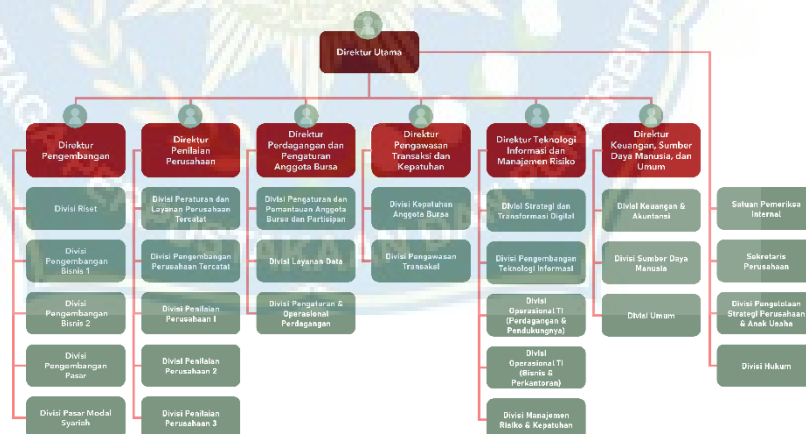 Direktur Utama
Direktur
Pengembangan
Direktur
Penilaian
Perusahaan
Direktur
Perdagangan dan
Pengaturan
Anggota Bursa
Direktur
Pengawasan
Transaksi dan
Kepatuhan
Direktur Teknologi
Informasi dan
Manajemen Risiko
Direktur
Keuangan, Sumber
Daya Manusia, dan
Umum
Divisi Riset
Divisi
Pengembangan
Bisnis 1
Divisi
Pengembangan
Bisnis 2
Divisi
Pengembangan
Pasar
Divisi Pasar Modal
Syariah
Divisi Peraturan dan
Layanan Perusahaan
Tercatat
Divisi Pengembangan
Perusahaan Tercatat
Divisi Penilaian
Perusahaan 1
Divisi Penilaian
Perusahaan 2
Divisi Penilaian
Perusahaan 3
Divisi Pengaturan dan
Pemantauan Anggota
Bursa dan Partisipan
Divisi Layanan Data
Divisi Pengaturan &
Operasional
Perdagangan
Divisi Kepatuhan
Anggota Bursa
Divisi Pengawasan
Transaksi
Divisi Strategi dan
Transformasi Digital
Divisi Pengembangan
Teknologi Informasi
Divisi
Operasional TI
(Perdagangan &
Pendukungnya)
Divisi
Operasional TI
(Bisnis &
Perkantoran)
Divisi Manajemen
Risiko & Kepatuhan
Divisi Keuangan &
Akuntansi
Divisi Sumber Daya
Manusia
Divisi Umum
Satuan Pemeriksa
Internal
Sekretaris
Perusahaan
Divisi Pengelolaan
Strategi Perusahaan
& Anak Usaha
Divisi Hukum